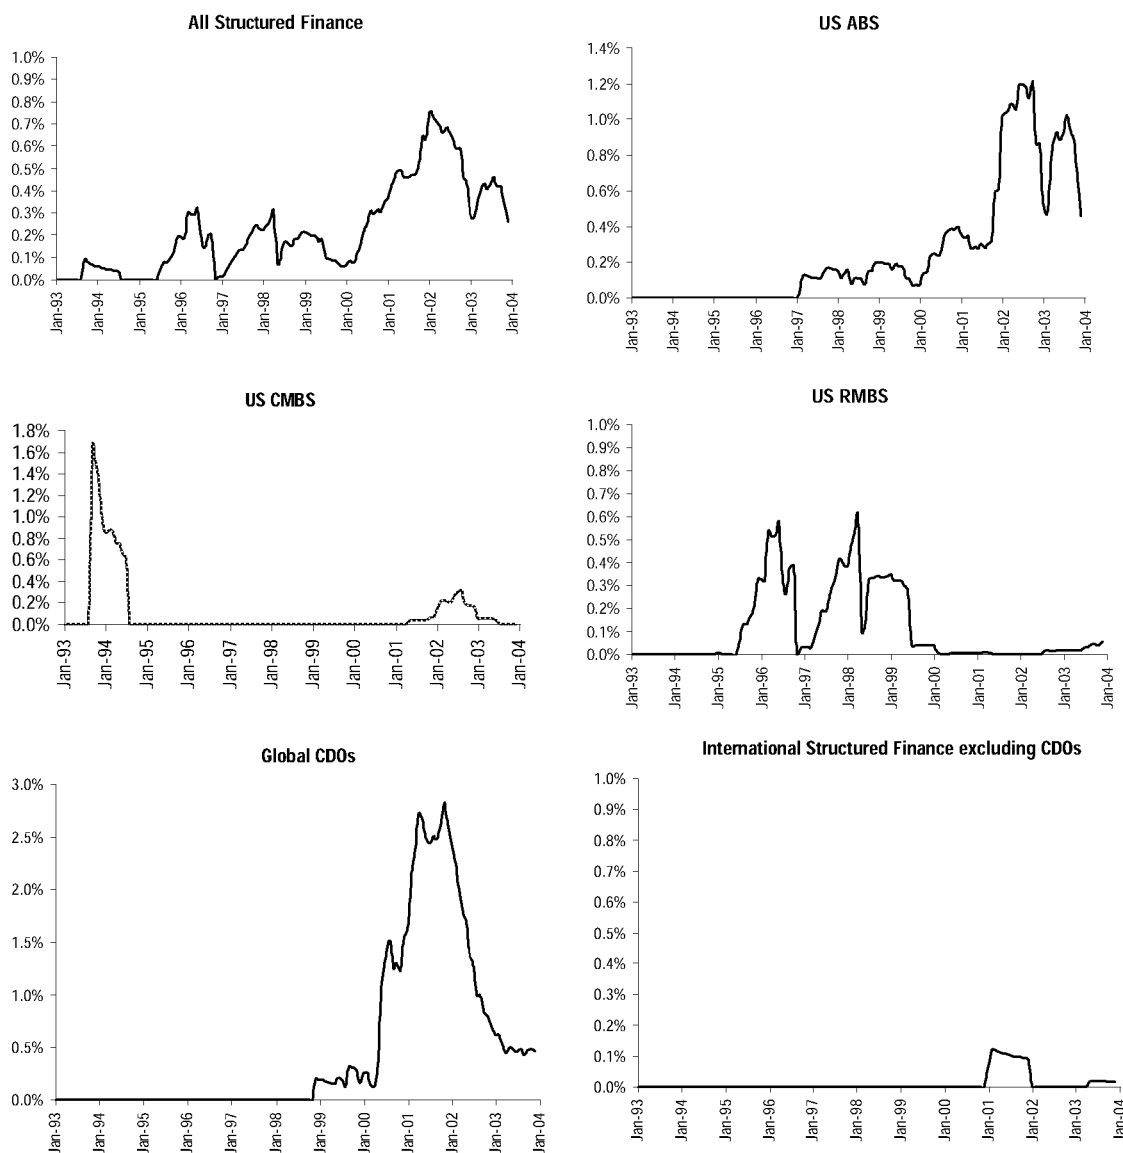 All Structured Finance
1.0%
0.9%
0.8%
0.7%
0.6%
0.5%
0.4%
0.3%
0.2%
0.1%
0.0%
Jan-93
Jan-94
Jan-95
Jan-96
Jan-97
Jan-98
Jan-99
Jan-00
Jan-01
Jan-02
Jan-03
Jan-04
US ABS
1.4%
1.2%
1.0%
0.8%
0.6%
0.4%
0.2%
0.0%
Jan-93
Jan-94
Jan-95
Jan-96
Jan-97
Jan-98
Jan-99
Jan-00
Jan-01
Jan-02
Jan-03
Jan-04
US CMBS
1.8%
1.6%
1.4%
1.2%
1.0%
0.8%
0.6%
0.4%
0.2%
0.0%
Jan-93
Jan-94
Jan-95
Jan-96
Jan-97
Jan-98
Jan-99
Jan-00
Jan-01
Jan-02
Jan-03
Jan-04
US RMBS
1.0%
0.9%
0.8%
0.7%
0.6%
0.5%
0.4%
0.3%
0.2%
0.1%
0.0%
Jan-93
Jan-94
Jan-95
Jan-96
Jan-97
Jan-98
Jan-99
Jan-00
Jan-01
Jan-02
Jan-03
Jan-04
Global CDOs
3.0%
2.5%
2.0%
1.5%
1.0%
0.5%
0.0%
Jan-93
Jan-94
Jan-95
Jan-96
Jan-97
Jan-98
Jan-99
Jan-00
Jan-01
Jan-02
Jan-03
Jan-04
International Structured Finance excluding CDOs
1.0%
0.9%
0.8%
0.7%
0.6%
0.5%
0.4%
0.3%
0.2%
0.1%
0.0%
Jan-93
Jan-94
Jan-95
Jan-96
Jan-97
Jan-98
Jan-99
Jan-00
Jan-01
Jan-02
Jan-03
Jan-04